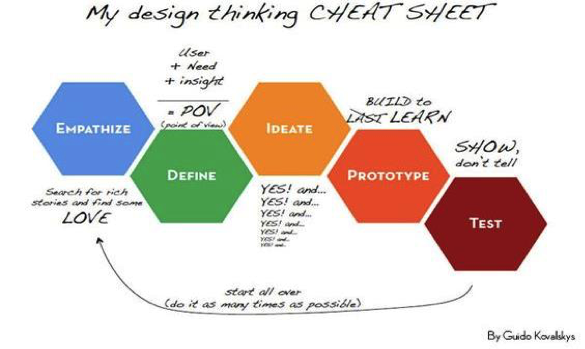 My design thinking CHEAT SHEET
EMPATHIZE
Search for rich
stories and find some
LOVE
User
+ Need
+ insight
= POV
(point of view)
DEFINE
IDEATE
YES! and...
YES! and...
YES! and...
YES! and...
YES! and...
YES! and...
YES! and...
BUILD to
LAST LEARN
PROTOTYPE
SHOW,
don't tell
TEST
start all over
(do it as many times as possible)
By Guido Kovalskys